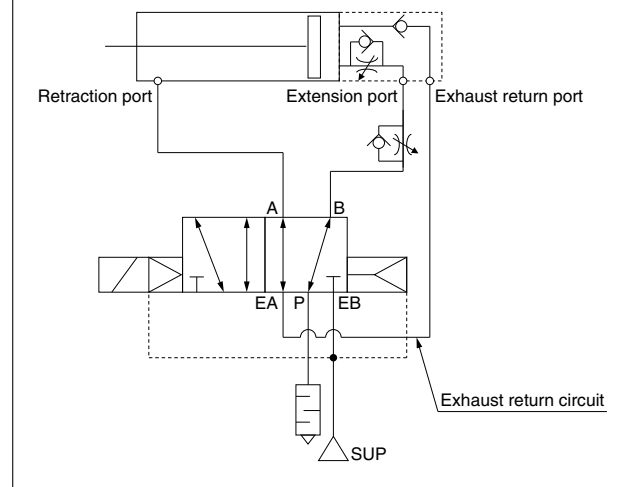 Retraction port
Extension port
Exhaust return port
A
B
EA
P
EB
Exhaust return circuit
SUP